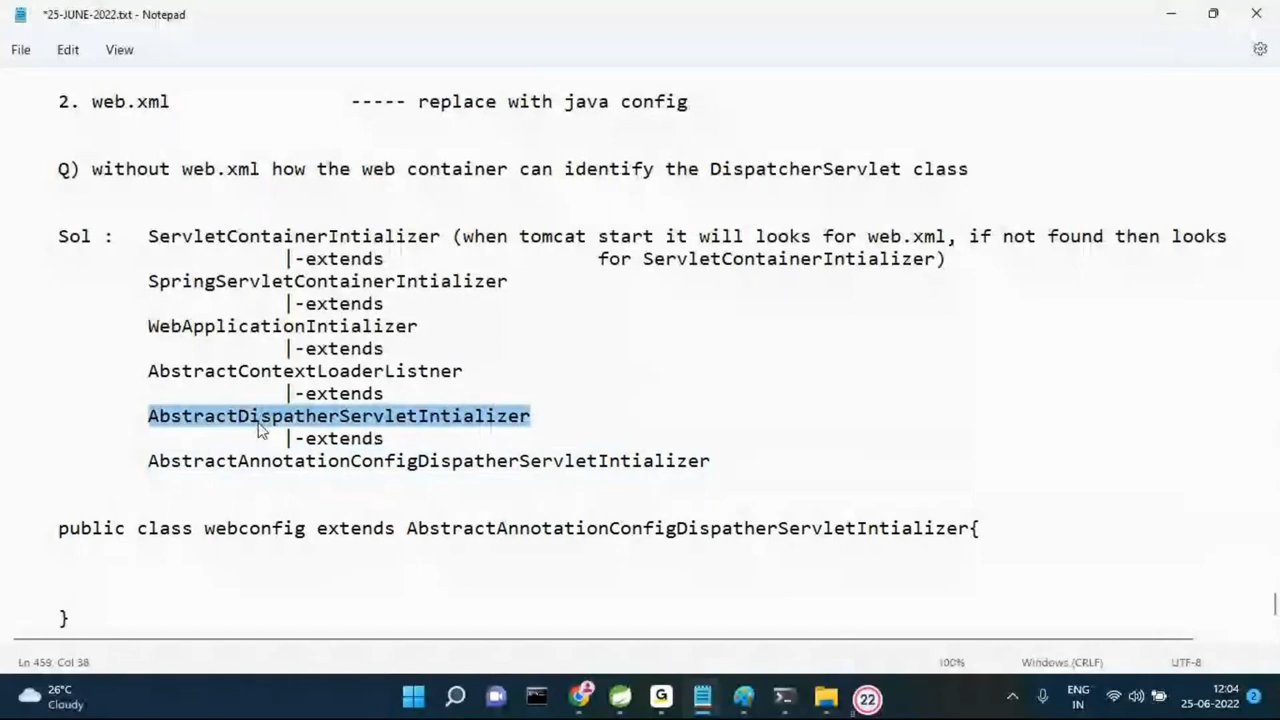 *25-JUNE-2022.txt - Notepad
File Edit View
2. web.xml ----- replace with java config
Q) without web.xml how the web container can identify the DispatcherServlet class
Sol : ServletContainerIntializer (when tomcat start it will looks for web.xml, if not found then looks
|-extends for ServletContainerIntializer)
SpringServletContainerIntializer
|-extends
WebApplicationIntializer
|-extends
AbstractContextLoaderListner
|-extends
AbstractDispatherServletIntializer
|-extends
AbstractAnnotationConfigDispatherServletIntializer
public class webconfig extends AbstractAnnotationConfigDispatherServletIntializer{
}
Ln 459, Col 38 100% Windows (CRLF) UTF-8
26°C
Cloudy
G
22
ENG
IN
12:04
25-06-2022
2